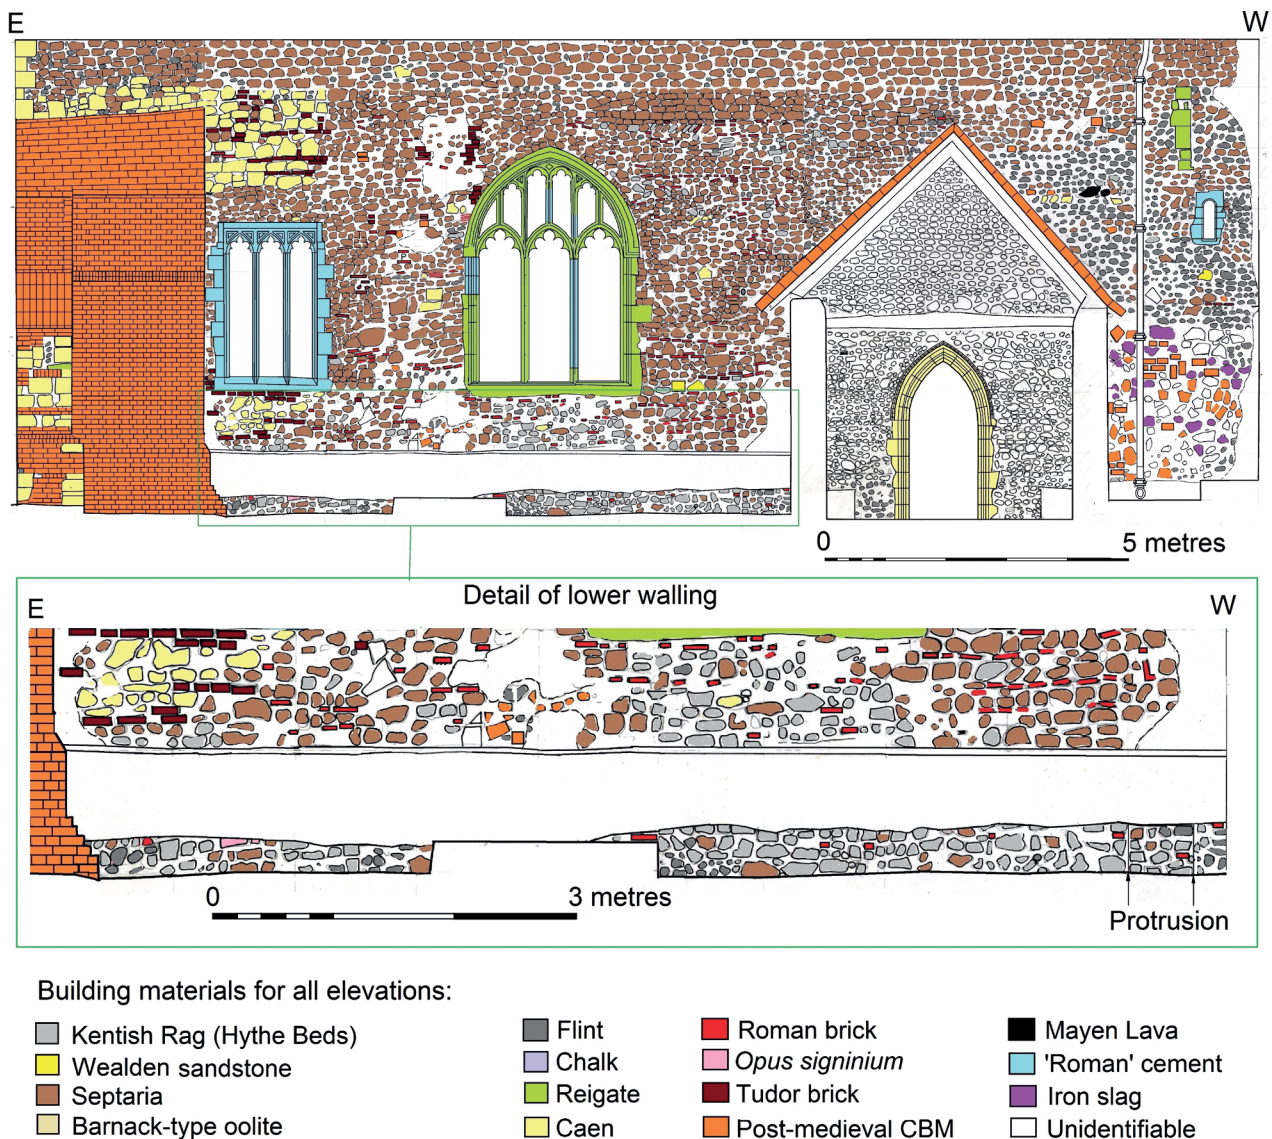 E W
0 5 metres
Detail of lower walling
E W
0 3 metres
Protrusion
Building materials for all elevations:
Kentish Rag (Hythe Beds)
Wealden sandstone
Septaria
Barnack-type oolite
Flint
Chalk
Reigate
Caen
Roman brick
Opus signinium
Tudor brick
Post-medieval CBM
Mayen Lava
'Roman' cement
Iron slag
Unidentifiable